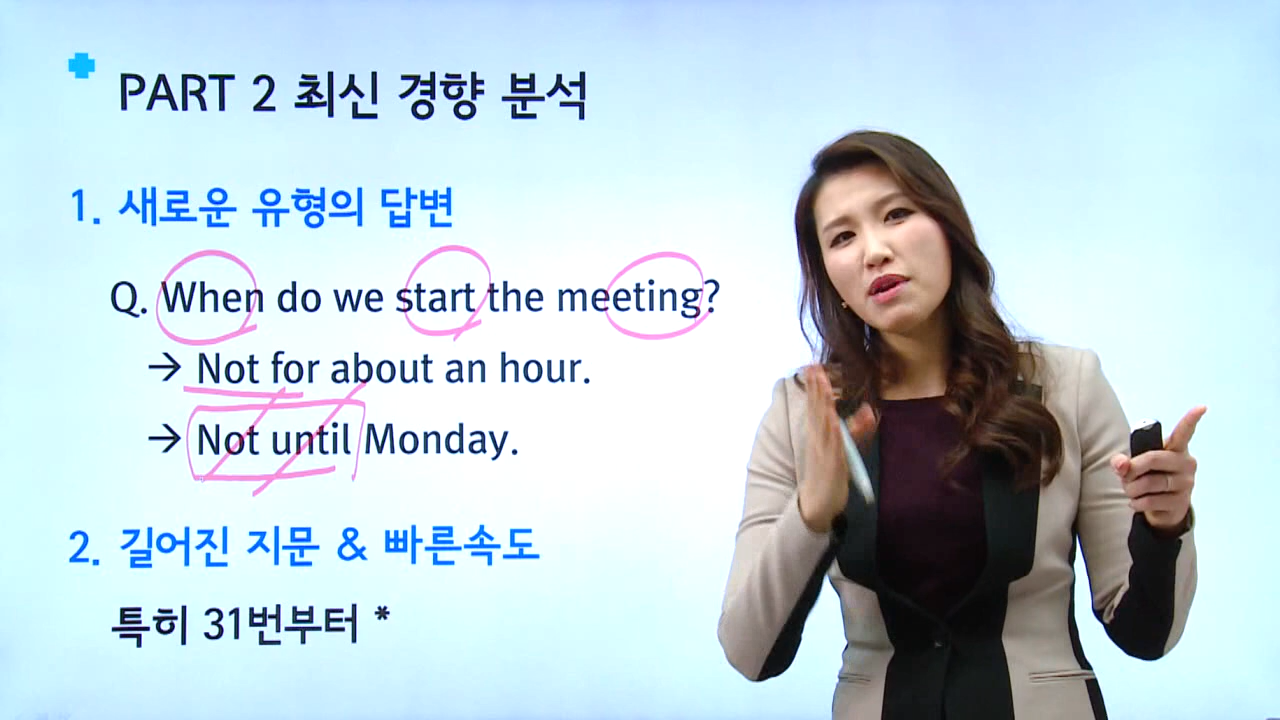 PART 2 최신 경향 분석
1. 새로운 유형의 답변
Q. When do we start the meeting?
→ Not for about an hour.
→ Not until Monday.
2. 길어진 지문 & 빠른속도
특히 31번부터 *